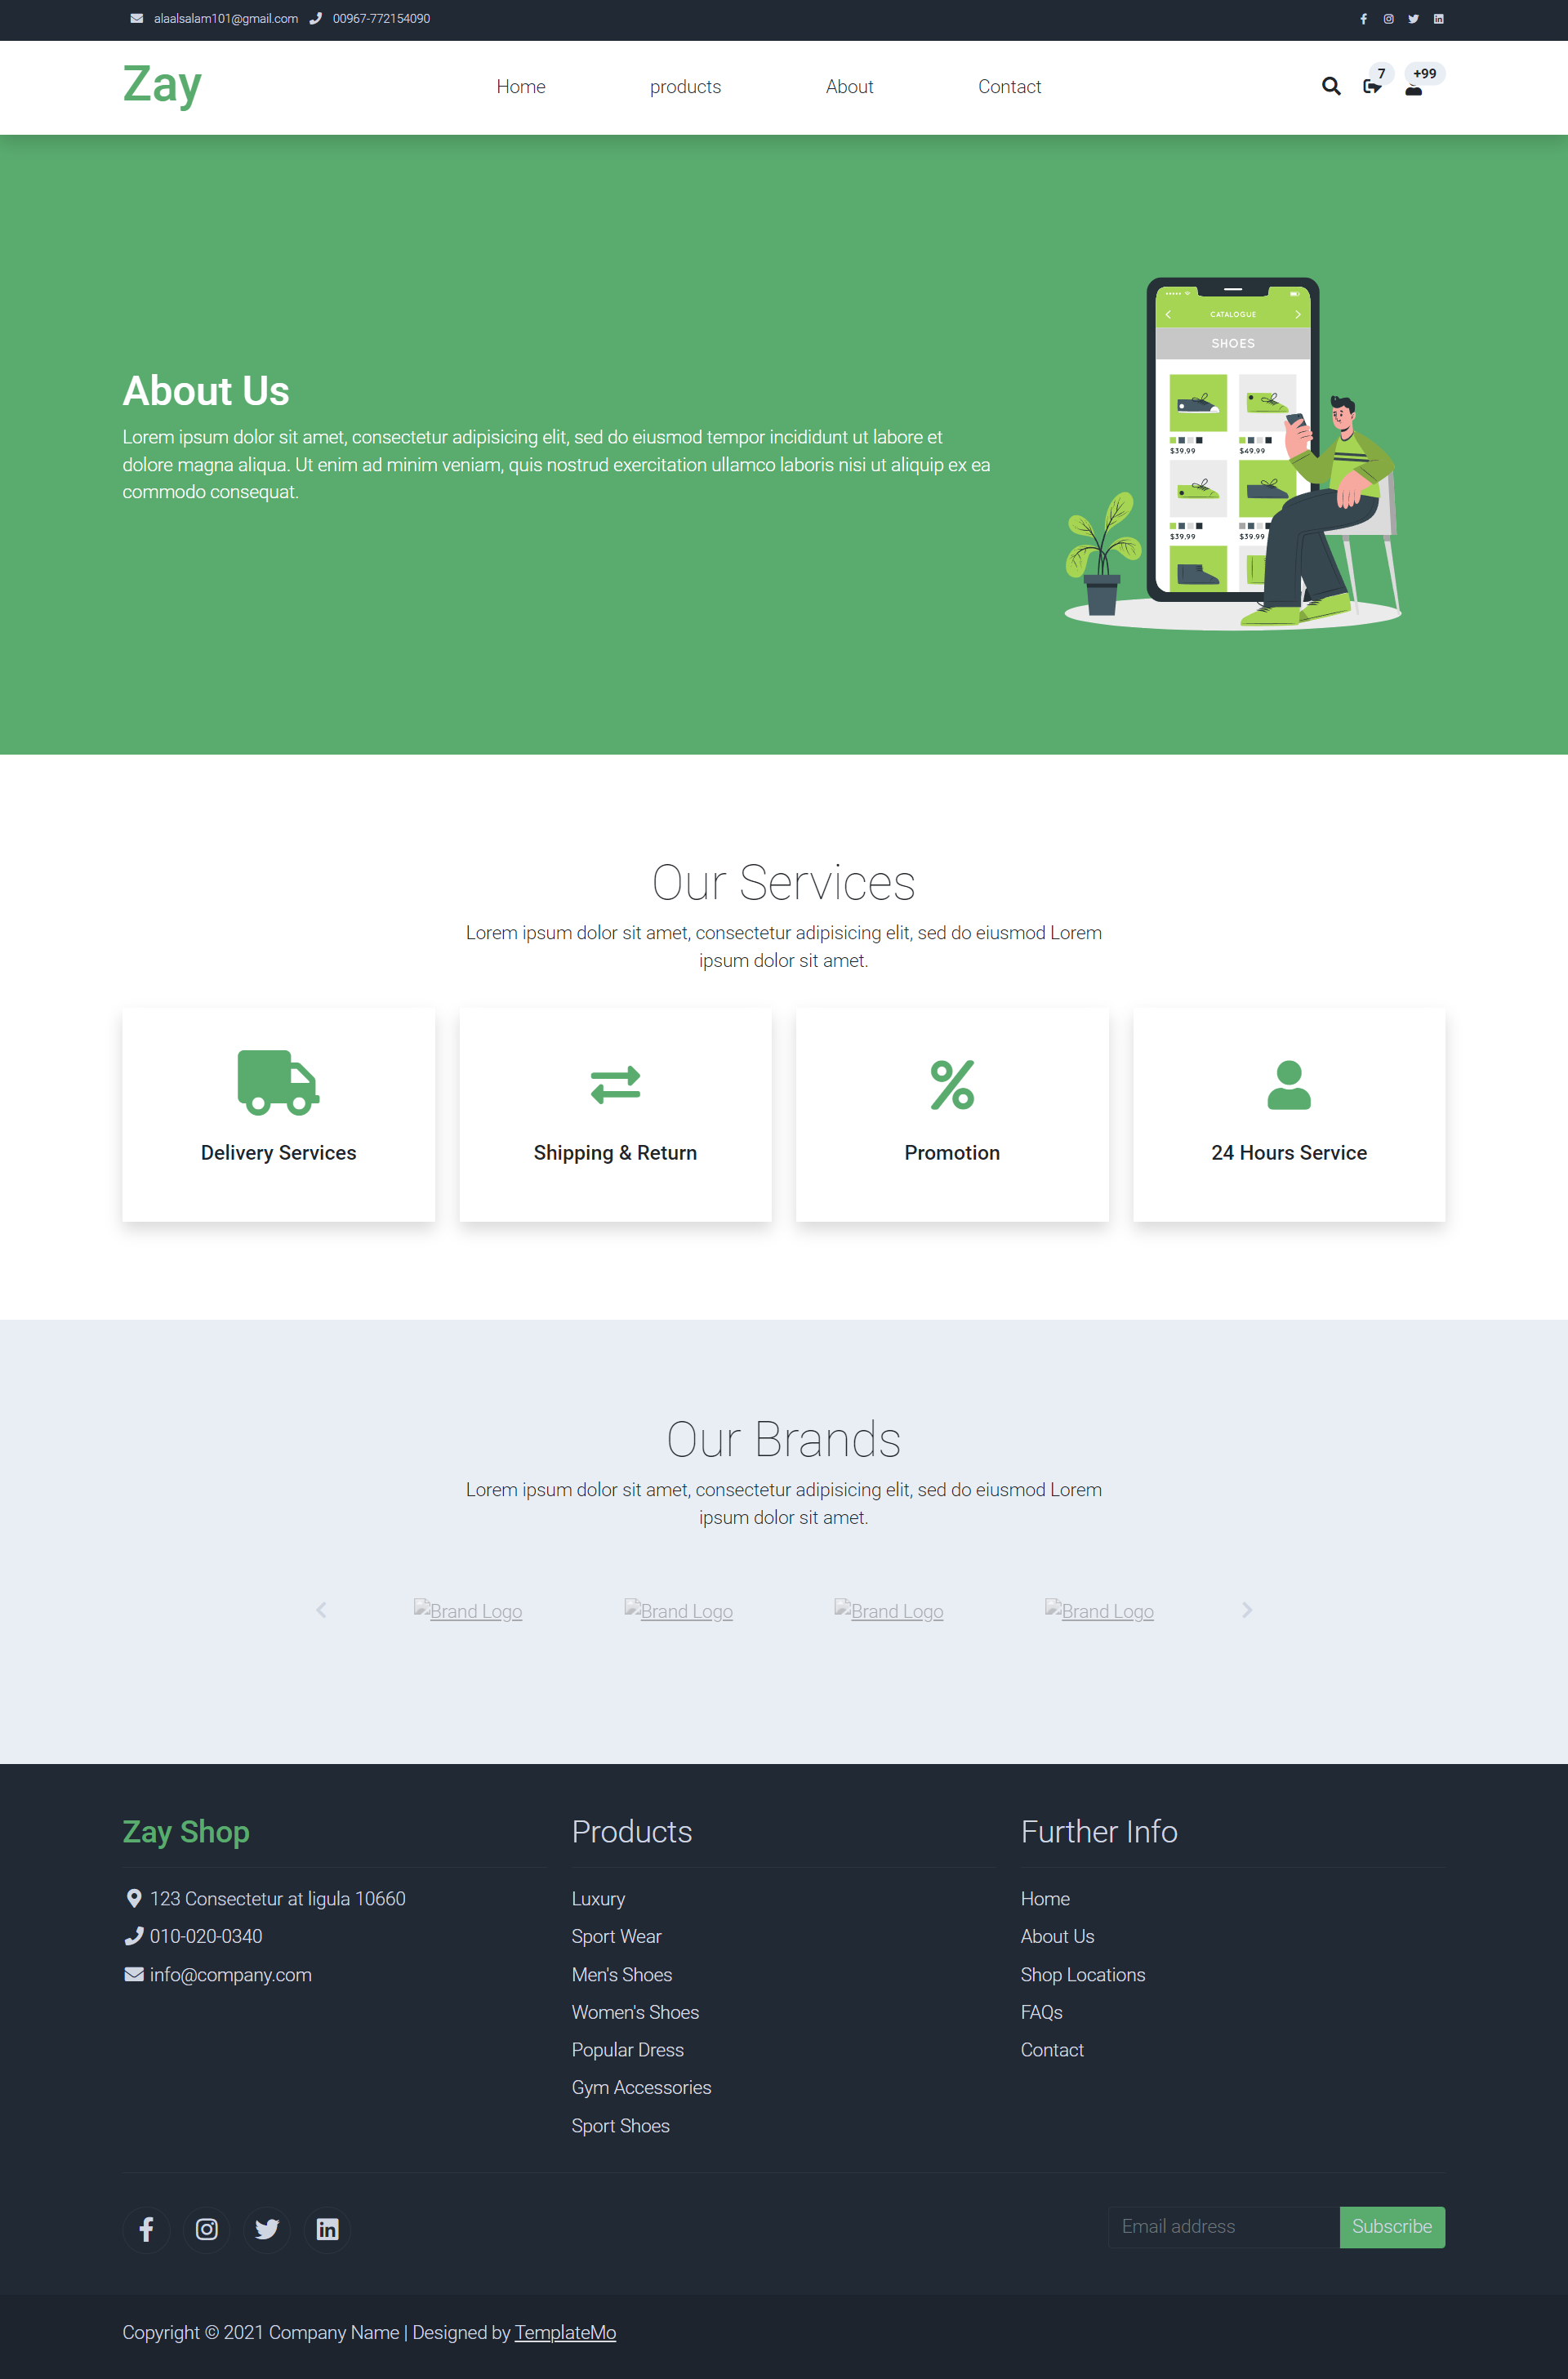 alaalsalam101@gmail.com 00967-772154090
Zay
Home products About Contact
7 +99
About Us
Lorem ipsum dolor sit amet, consectetur adipisicing elit, sed do eiusmod tempor incididunt ut labore et
dolore magna aliqua. Ut enim ad minim veniam, quis nostrud exercitation ullamco laboris nisi ut aliquip ex ea
commodo consequat.
CATALOGUE
SHOES
$39,99 $49,99
$39,99 $39,99
Our Services
Lorem ipsum dolor sit amet, consectetur adipisicing elit, sed do eiusmod Lorem
ipsum dolor sit amet.
Delivery Services
Shipping & Return
Promotion
24 Hours Service
Our Brands
Lorem ipsum dolor sit amet, consectetur adipisicing elit, sed do eiusmod Lorem
ipsum dolor sit amet.
Brand Logo Brand Logo Brand Logo Brand Logo
Zay Shop
123 Consectetur at ligula 10660
010-020-0340
info@company.com
Products
Luxury
Sport Wear
Men's Shoes
Women's Shoes
Popular Dress
Gym Accessories
Sport Shoes
Further Info
Home
About Us
Shop Locations
FAQs
Contact
Email address Subscribe
Copyright © 2021 Company Name | Designed by TemplateMo